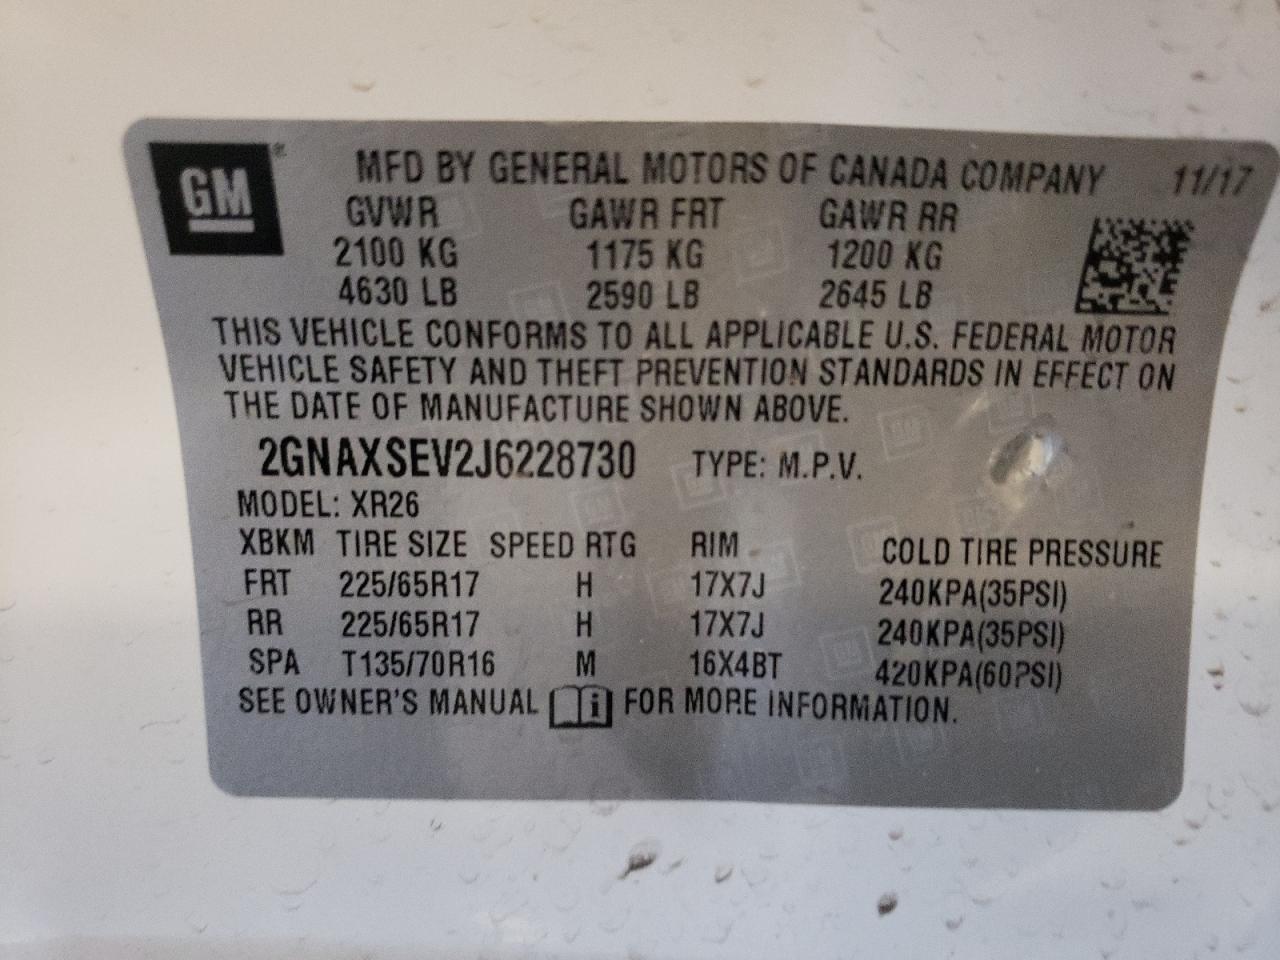 GM®
MFD BY GENERAL MOTORS OF CANADA COMPANY 11/17
GVWR GAWR FRT GAWR RR
2100 KG 1175 KG 1200 KG
4630 LB 2590 LB 2645 LB
THIS VEHICLE CONFORMS TO ALL APPLICABLE U.S. FEDERAL MOTOR
VEHICLE SAFETY AND THEFT PREVENTION STANDARDS IN EFFECT ON
THE DATE OF MANUFACTURE SHOWN ABOVE.
2GNAXSEV2J6228730 TYPE: M.P.V.
MODEL: XR26
XBKM TIRE SIZE SPEED RTG RIM COLD TIRE PRESSURE
FRT 225/65R17 H 17X7J 240KPA(35PSI)
RR 225/65R17 H 17X7J 240KPA(35PSI)
SPA T135/70R16 M 16X4BT 420KPA(60PSI)
SEE OWNER'S MANUAL i FOR MORE INFORMATION.